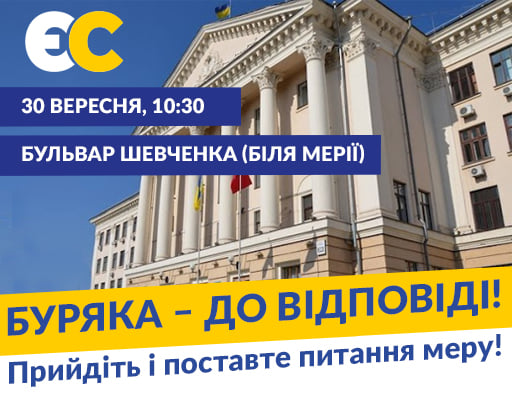 ЄС
30 ВЕРЕСНЯ, 10:30
БУЛЬВАР ШЕВЧЕНКА (БІЛЯ МЕРІЇ)
БУРЯКА – ДО ВІДПОВІДІ!
Прийдіть і поставте питання меру!